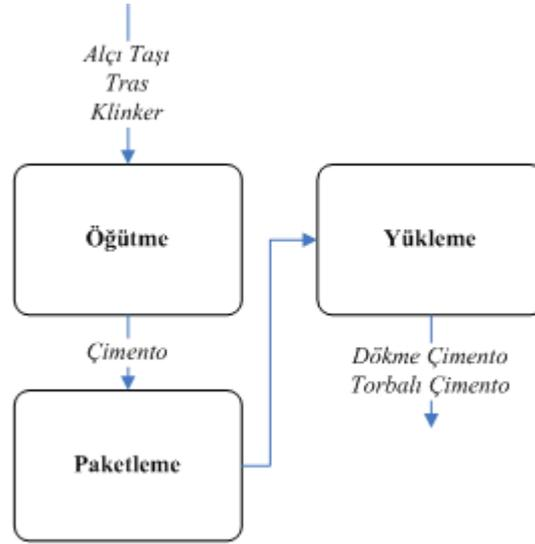 Alçı Taşı
Tras
Klinker
Öğütme
Çimento
Paketleme
Yükleme
Dökme Çimento
Torbalı Çimento